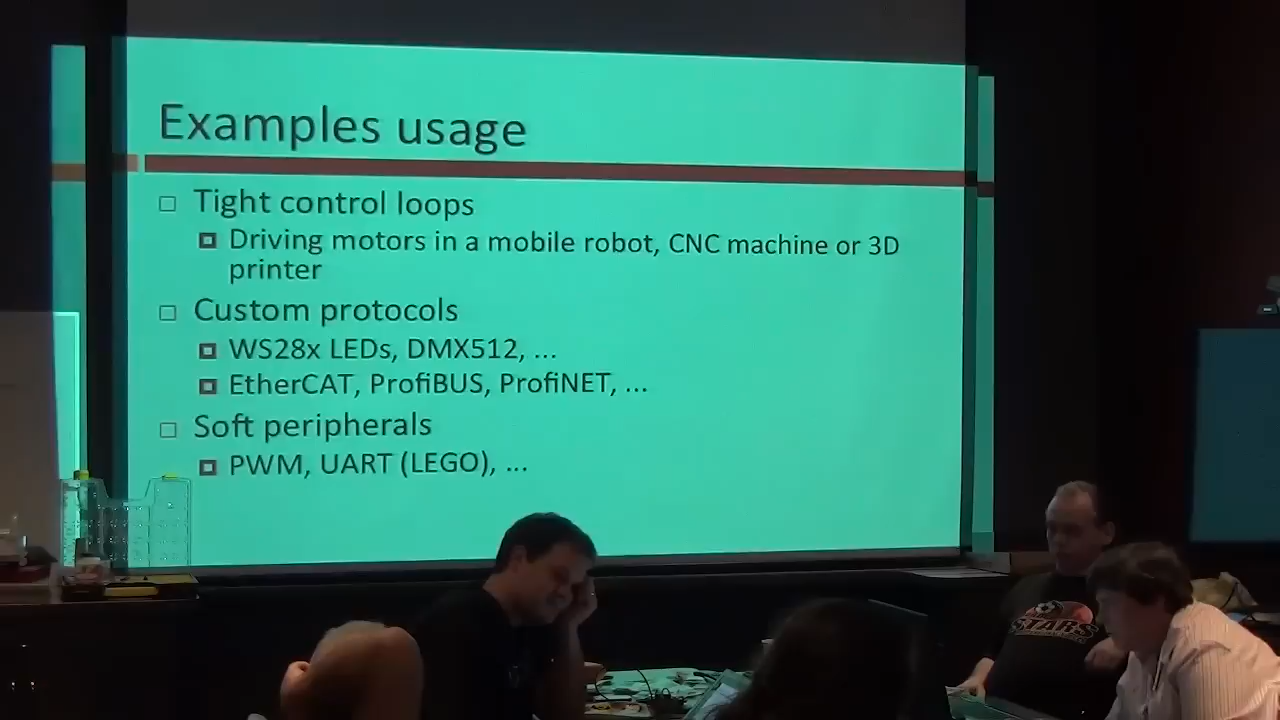 Examples usage
Tight control loops
Driving motors in a mobile robot, CNC machine or 3D
printer
Custom protocols
WS28x LEDs, DMX512, ...
EtherCAT, ProfiBUS, ProfiNET, ...
Soft peripherals
PWM, UART (LEGO), ...
STARS